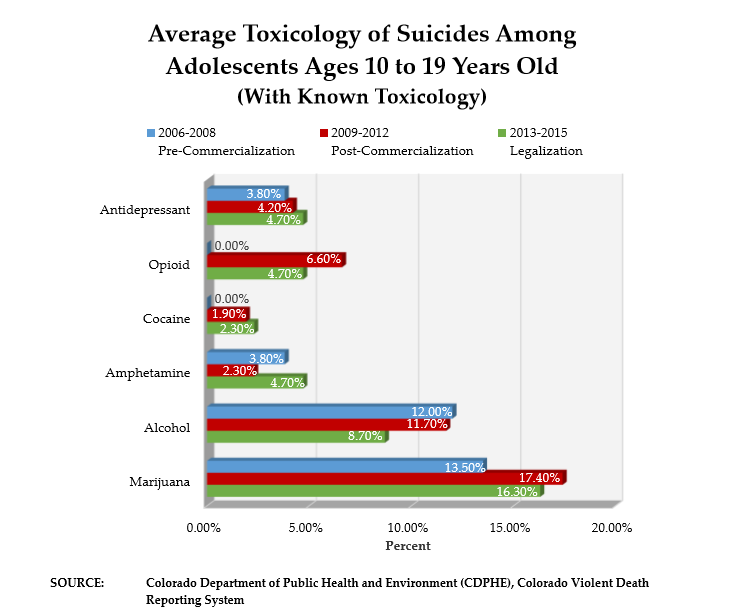 Average Toxicology of Suicides Among
Adolescents Ages 10 to 19 Years Old
(With Known Toxicology)
2006-2008
Pre-Commercialization
2009-2012
Post-Commercialization
2013-2015
Legalization
Antidepressant
3.80%
4.20%
4.70%
Opioid
0.00%
6.60%
4.70%
Cocaine
0.00%
1.90%
2.30%
Amphetamine
3.80%
2.30%
4.70%
Alcohol
12.00%
11.70%
8.70%
Marijuana
13.50%
17.40%
16.30%
0.00% 5.00% 10.00% 15.00% 20.00%
Percent
SOURCE: Colorado Department of Public Health and Environment (CDPHE), Colorado Violent Death
Reporting System